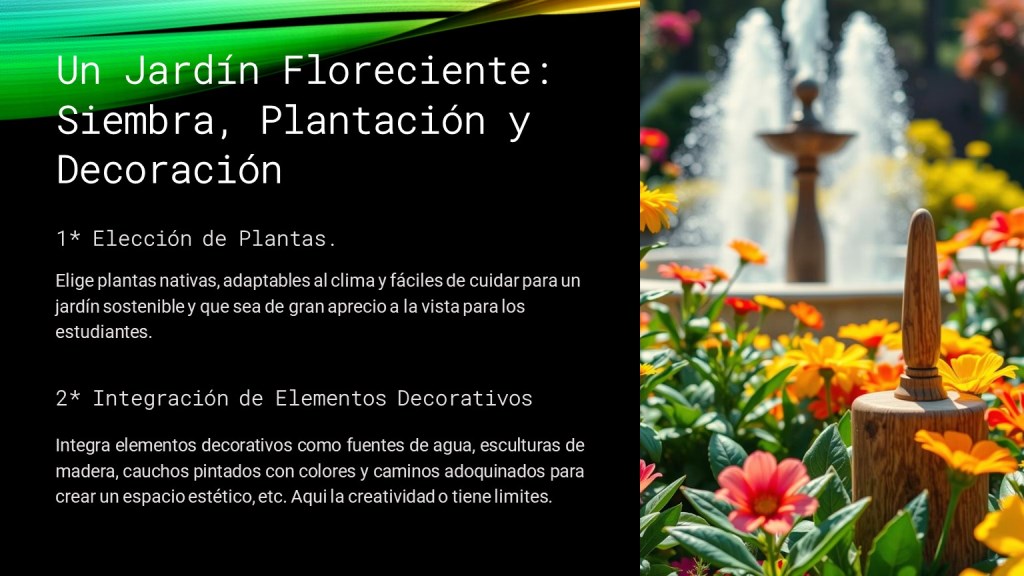 Un Jardín Floreciente:
Siembra, Plantación y
Decoración
1* Elección de Plantas.
Elige plantas nativas, adaptables al clima y fáciles de cuidar para un
jardín sostenible y que sea de gran aprecio a la vista para los
estudiantes.
2* Integración de Elementos Decorativos
Integra elementos decorativos como fuentes de agua, esculturas de
madera, cauchos pintados con colores y caminos adoquinados para
crear un espacio estético, etc. Aqui la creatividad o tiene limites.